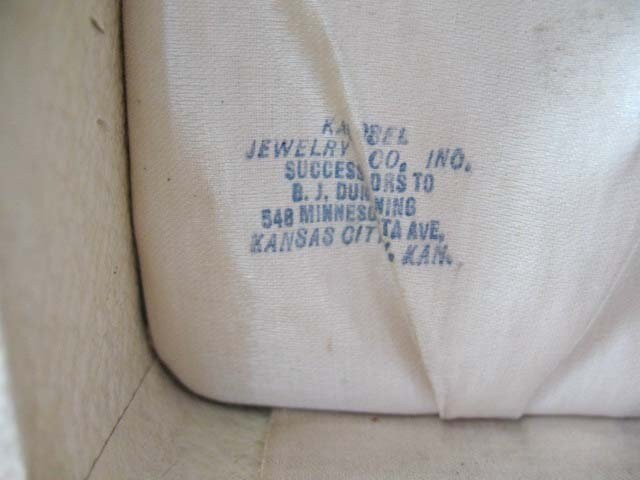 JEWELRY CO. INC.
SUCCESSORS TO
B. J. DUNNING
548 MINNESOTA AVE,
KANSAS CITY, KAN.